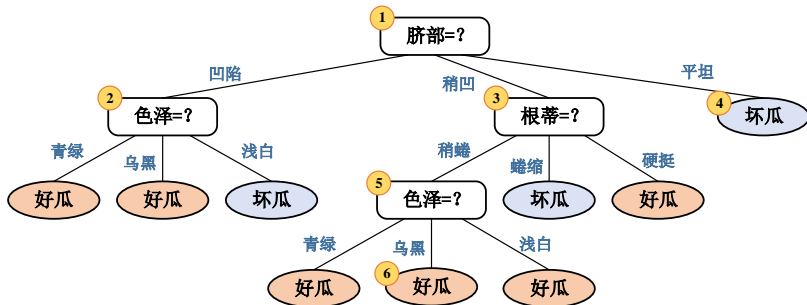 1
脐部=？
凹陷
稍凹
平坦
2
色泽=？
3
根蒂=？
4
坏瓜
青绿
乌黑
浅白
稍蜷
蜷缩
硬挺
好瓜
好瓜
坏瓜
5
色泽=？
坏瓜
好瓜
青绿
乌黑
浅白
好瓜
6
好瓜
好瓜